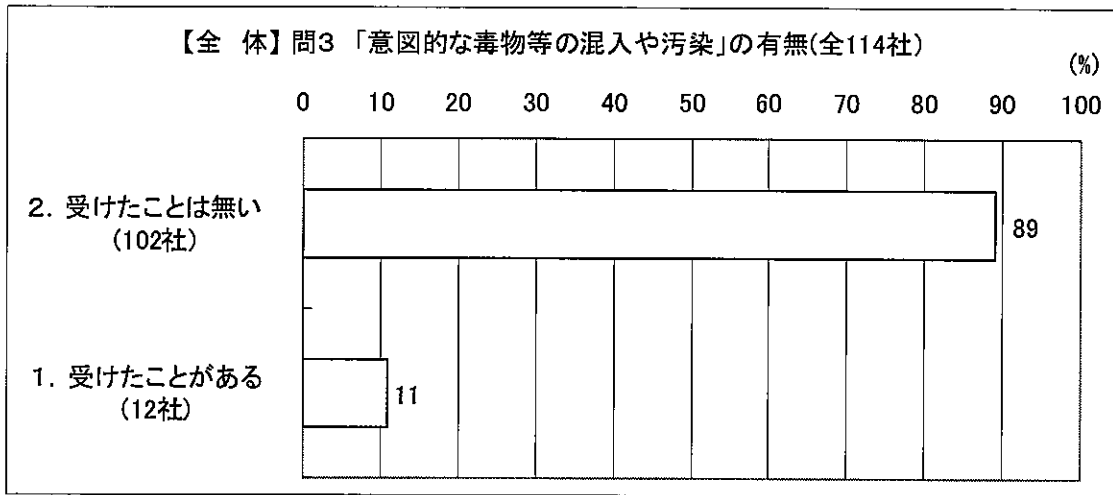 【全 体】問3 「意図的な毒物等の混入や汚染」の有無(全114社)
(%)
0 10 20 30 40 50 60 70 80 90 100
2. 受けたことは無い
(102社)
89
1. 受けたことがある
(12社)
11